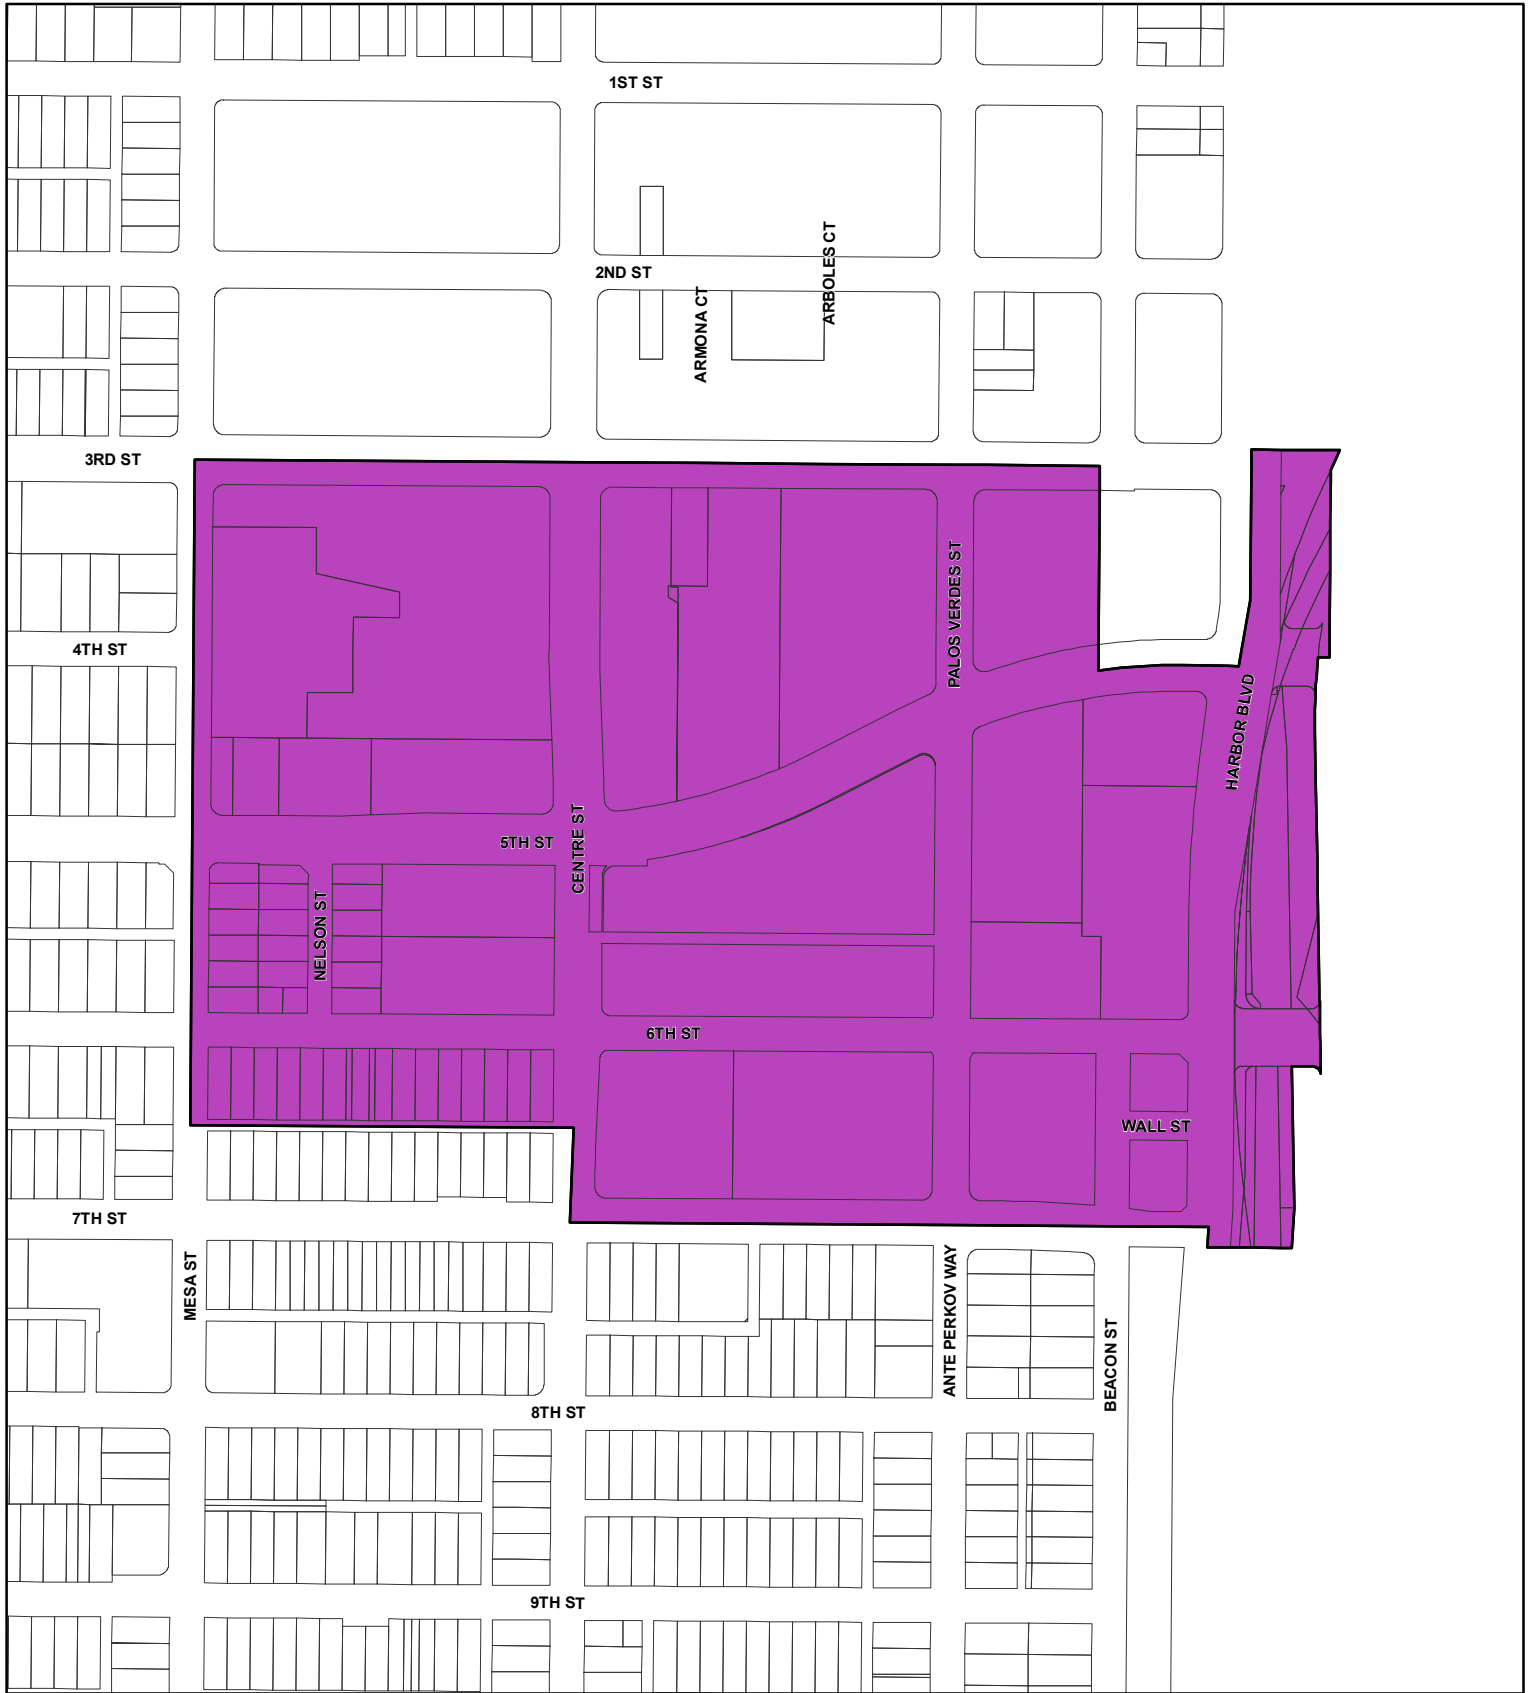 1ST ST
2ND ST
ARBOLES CT
ARMONA CT
3RD ST
PALOS VERDES ST
4TH ST
HARBOR BLVD
CENTRE ST
5TH ST
NELSON ST
6TH ST
WALL ST
7TH ST
MESA ST
ANTE PERKOV WAY
BEACON ST
8TH ST
9TH ST